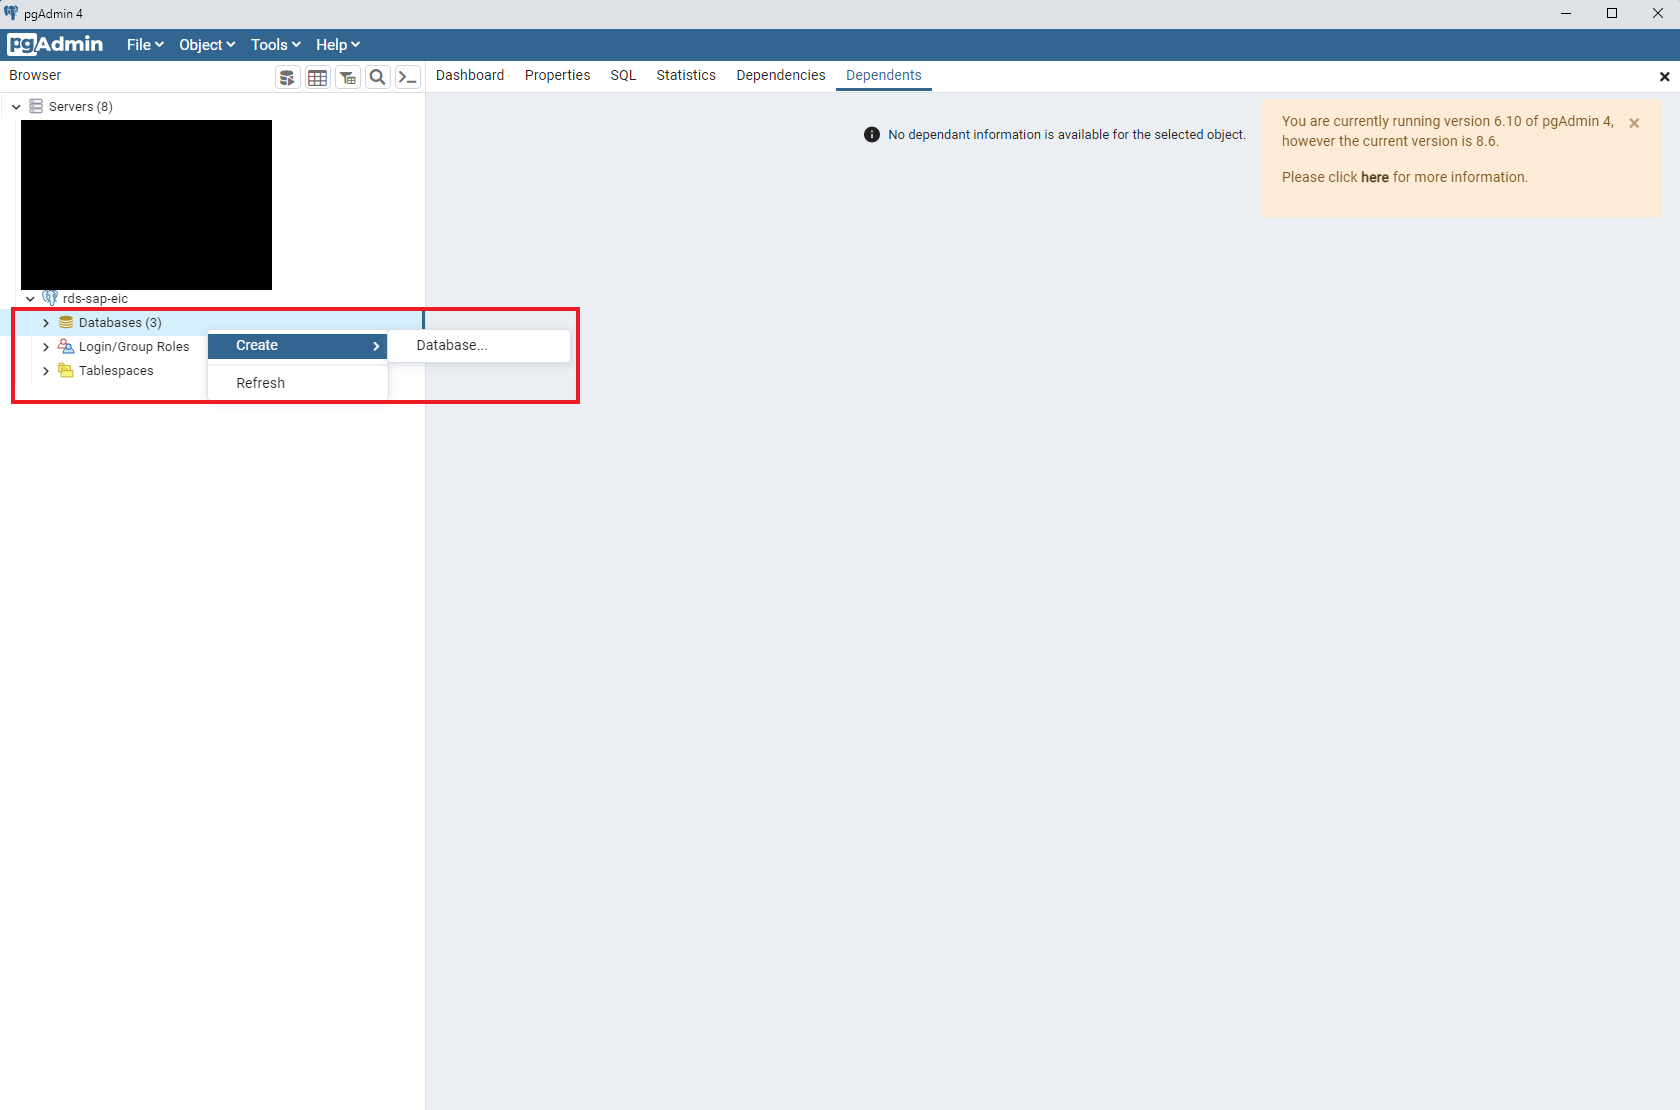 pgAdmin 4
pgAdmin File Object Tools Help
Browser
Dashboard Properties SQL Statistics Dependencies Dependents
Servers (8)
rds-sap-eic
Databases (3)
Login/Group Roles
Tablespaces
Create
Database...
Refresh
No dependant information is available for the selected object.
You are currently running version 6.10 of pgAdmin 4,
however the current version is 8.6.
Please click here for more information.